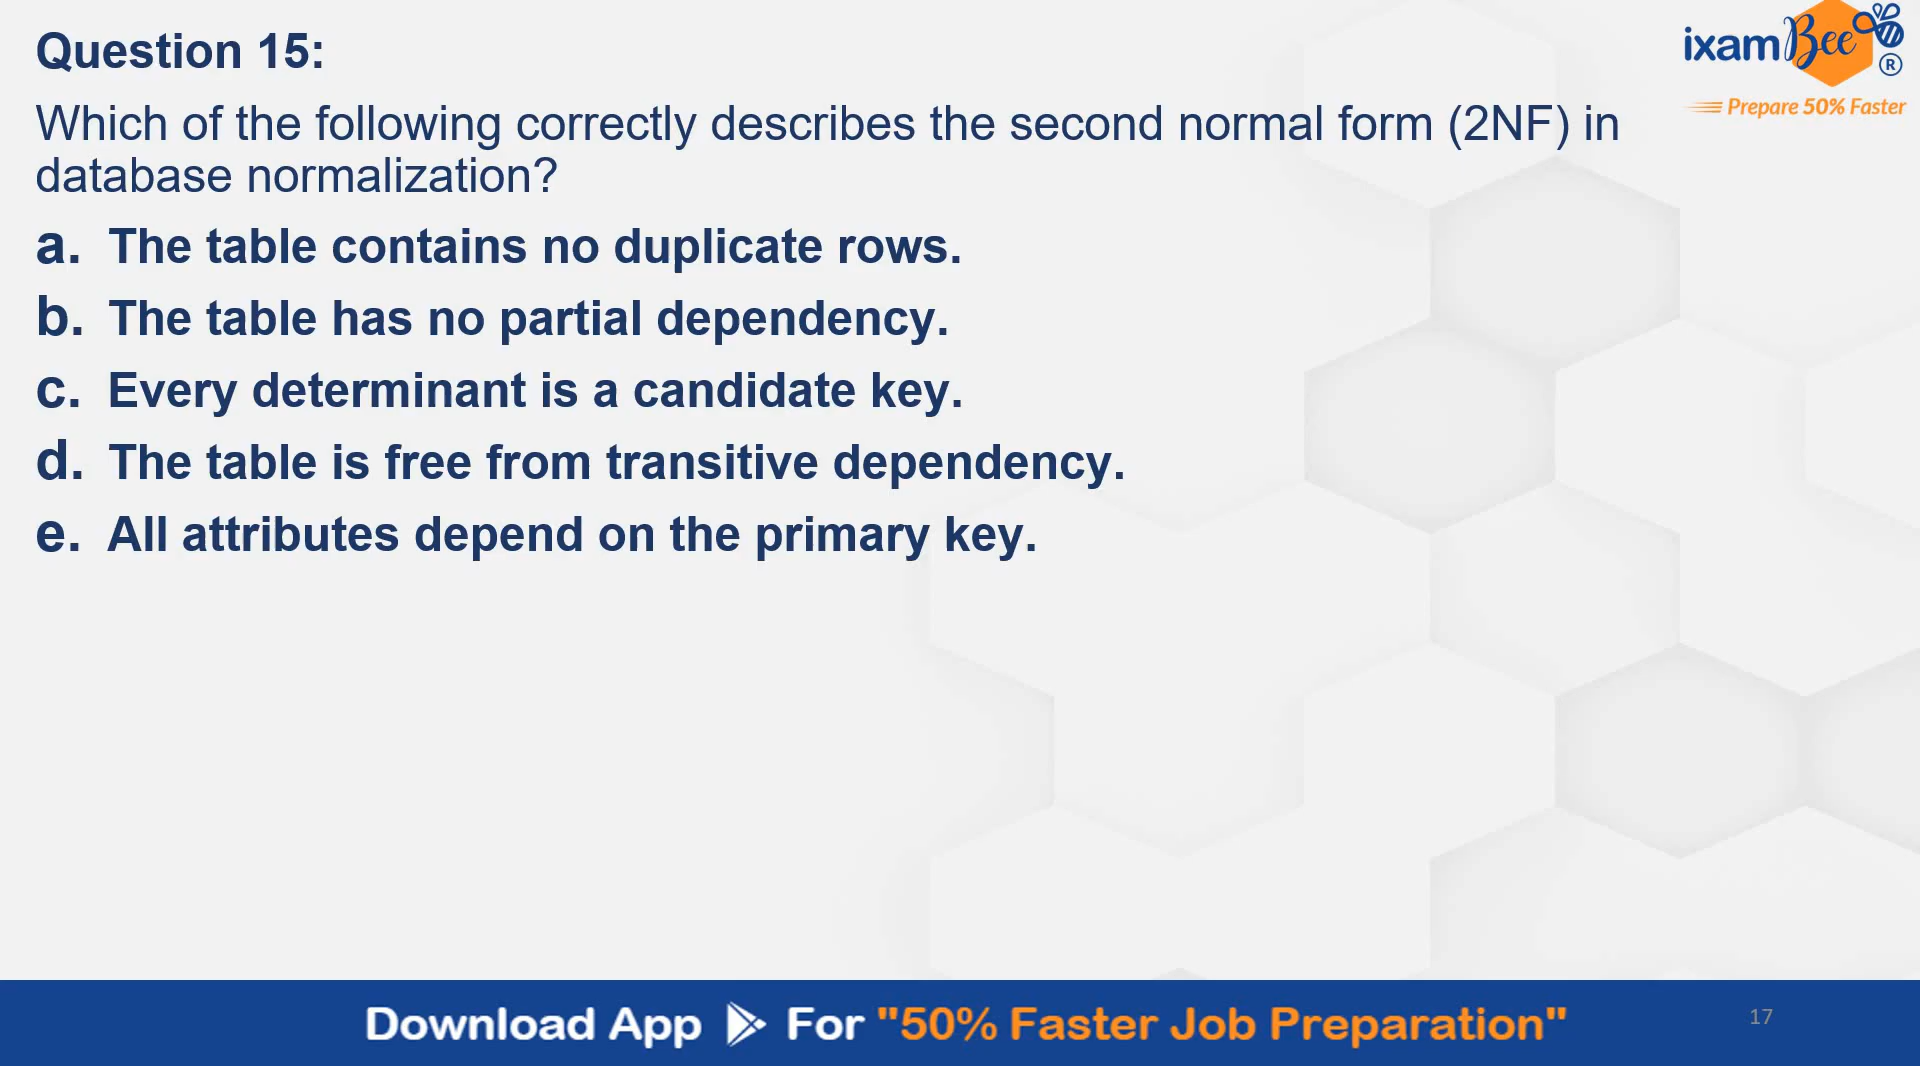 Question 15:
ixamBee®
Prepare 50% Faster
Which of the following correctly describes the second normal form (2NF) in
database normalization?
a. The table contains no duplicate rows.
b. The table has no partial dependency.
c. Every determinant is a candidate key.
d. The table is free from transitive dependency.
e. All attributes depend on the primary key.
Download App For "50% Faster Job Preparation"
17